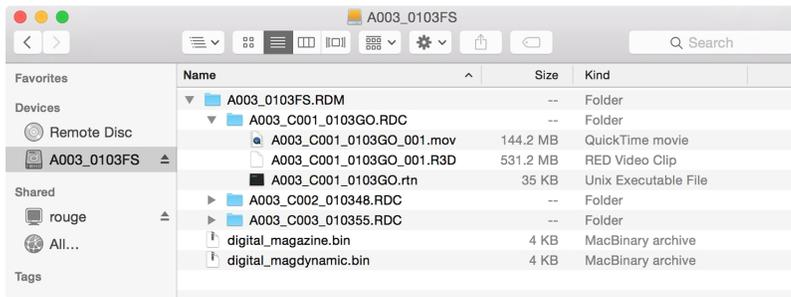 A003_0103FS
Search
Favorites
Devices
Remote Disc
A003_0103FS
Shared
rouge
All...
Tags
Name Size Kind
A003_0103FS.RDM -- Folder
A003_C001_0103GO.RDC -- Folder
A003_C001_0103GO_001.mov 144.2 MB QuickTime movie
A003_C001_0103GO_001.R3D 531.2 MB RED Video Clip
A003_C001_0103GO.rtn 35 KB Unix Executable File
A003_C002_010348.RDC -- Folder
A003_C003_010355.RDC -- Folder
digital_magazine.bin 4 KB MacBinary archive
digital_magdynamic.bin 4 KB MacBinary archive